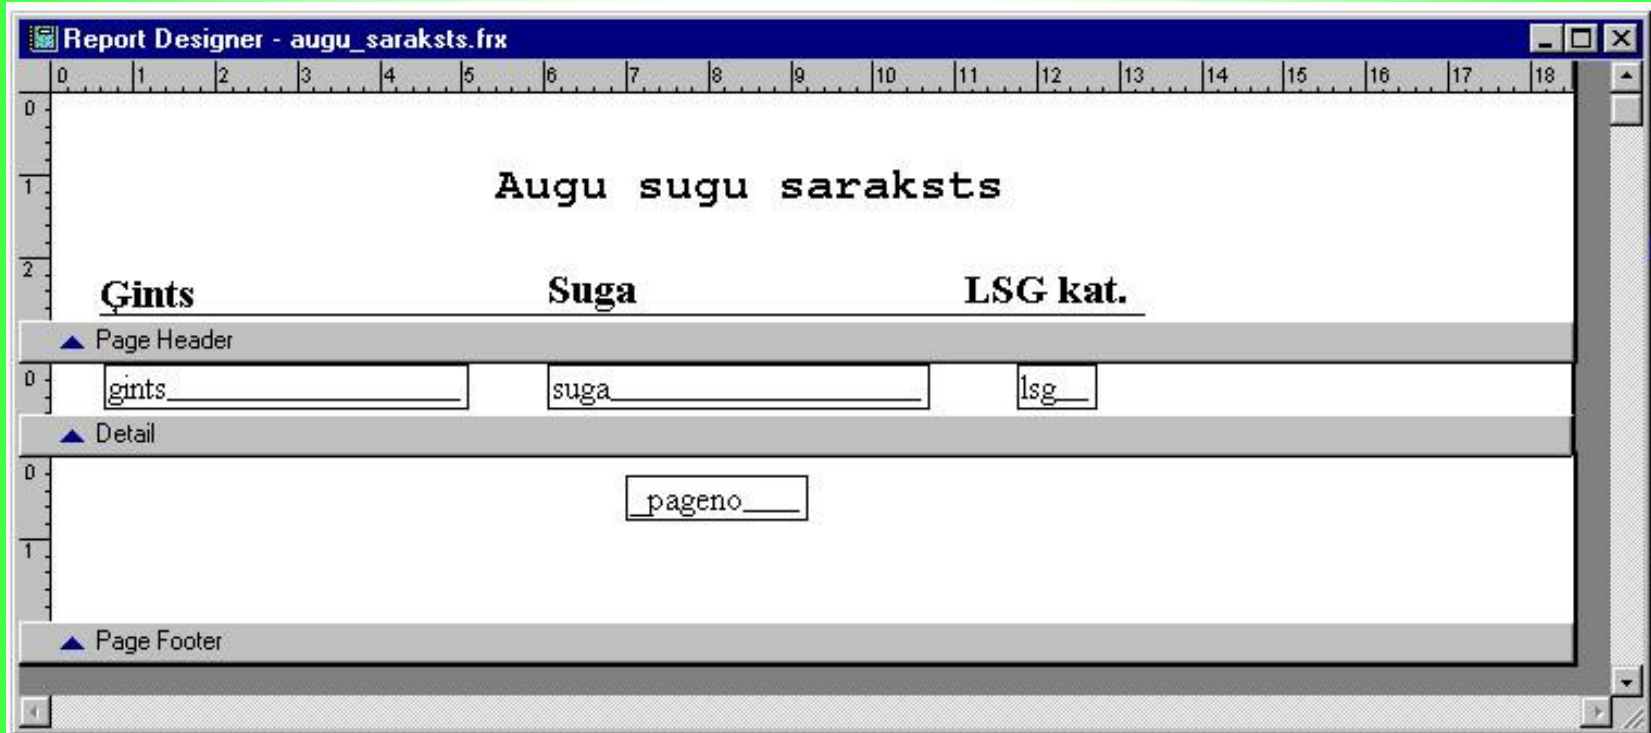 Report Designer - augu_saraksts.frx
0 1 2 3 4 5 6 7 8 9 10 11 12 13 14 15 16 17 18
0
1
Augu sugu saraksts
2
Ģints Suga LSG kat.
Page Header
0
gints suga lsg
Detail
0
_pageno
1
Page Footer